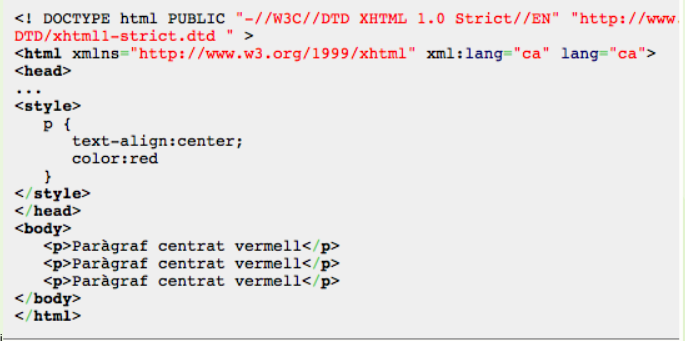 <! DOCTYPE html PUBLIC "-//W3C//DTD XHTML 1.0 Strict//EN" "http://www.
DTD/xhtml1-strict.dtd " >
<html xmlns="http://www.w3.org/1999/xhtml" xml:lang="ca" lang="ca">
<head>
...
<style>
p {
text-align:center;
color:red
}
</style>
</head>
<body>
<p>Paràgraf centrat vermell</p>
<p>Paràgraf centrat vermell</p>
<p>Paràgraf centrat vermell</p>
</body>
</html>